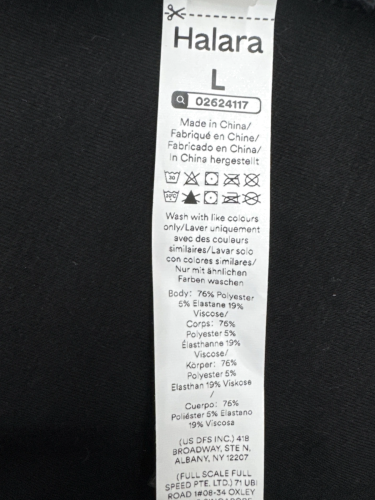 Halara
L
02624117
Made in China/
Fabriqué en Chine/
Fabricado en China/
In China hergestellt
Wash with like colours
only/Laver uniquement
avec des couleurs
similaires/Lavar solo
con colores similares/
Nur mit ähnlichen
Farben waschen
Body: 76% Polyester
5% Elastane 19%
Viscose/
Corps: 76%
Polyester 5%
Élasthanne 19%
Viscose/
Körper: 76%
Polyester 5%
Elasthan 19% Viskose
/
Cuerpo: 76%
Poliéster 5% Elastano
19% Viscosa
(US DFS INC.) 418
BROADWAY, STE N,
ALBANY, NY 12207
(FULL SCALE FULL
SPEED PTE. LTD.) 71 UBI
ROAD 1#08-34 OXLEY